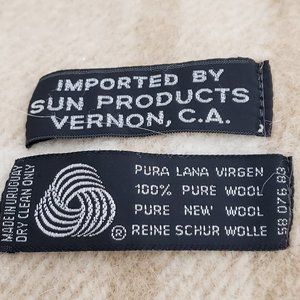 IMPORTED BY
SUN PRODUCTS
VERNON, C.A.
MADE IN URUGUAY
DRY CLEAN ONLY
PURA LANA VIRGEN
100% PURE WOOL
PURE NEW WOOL
REINE SCHUR WOLLE
®
58 076 83